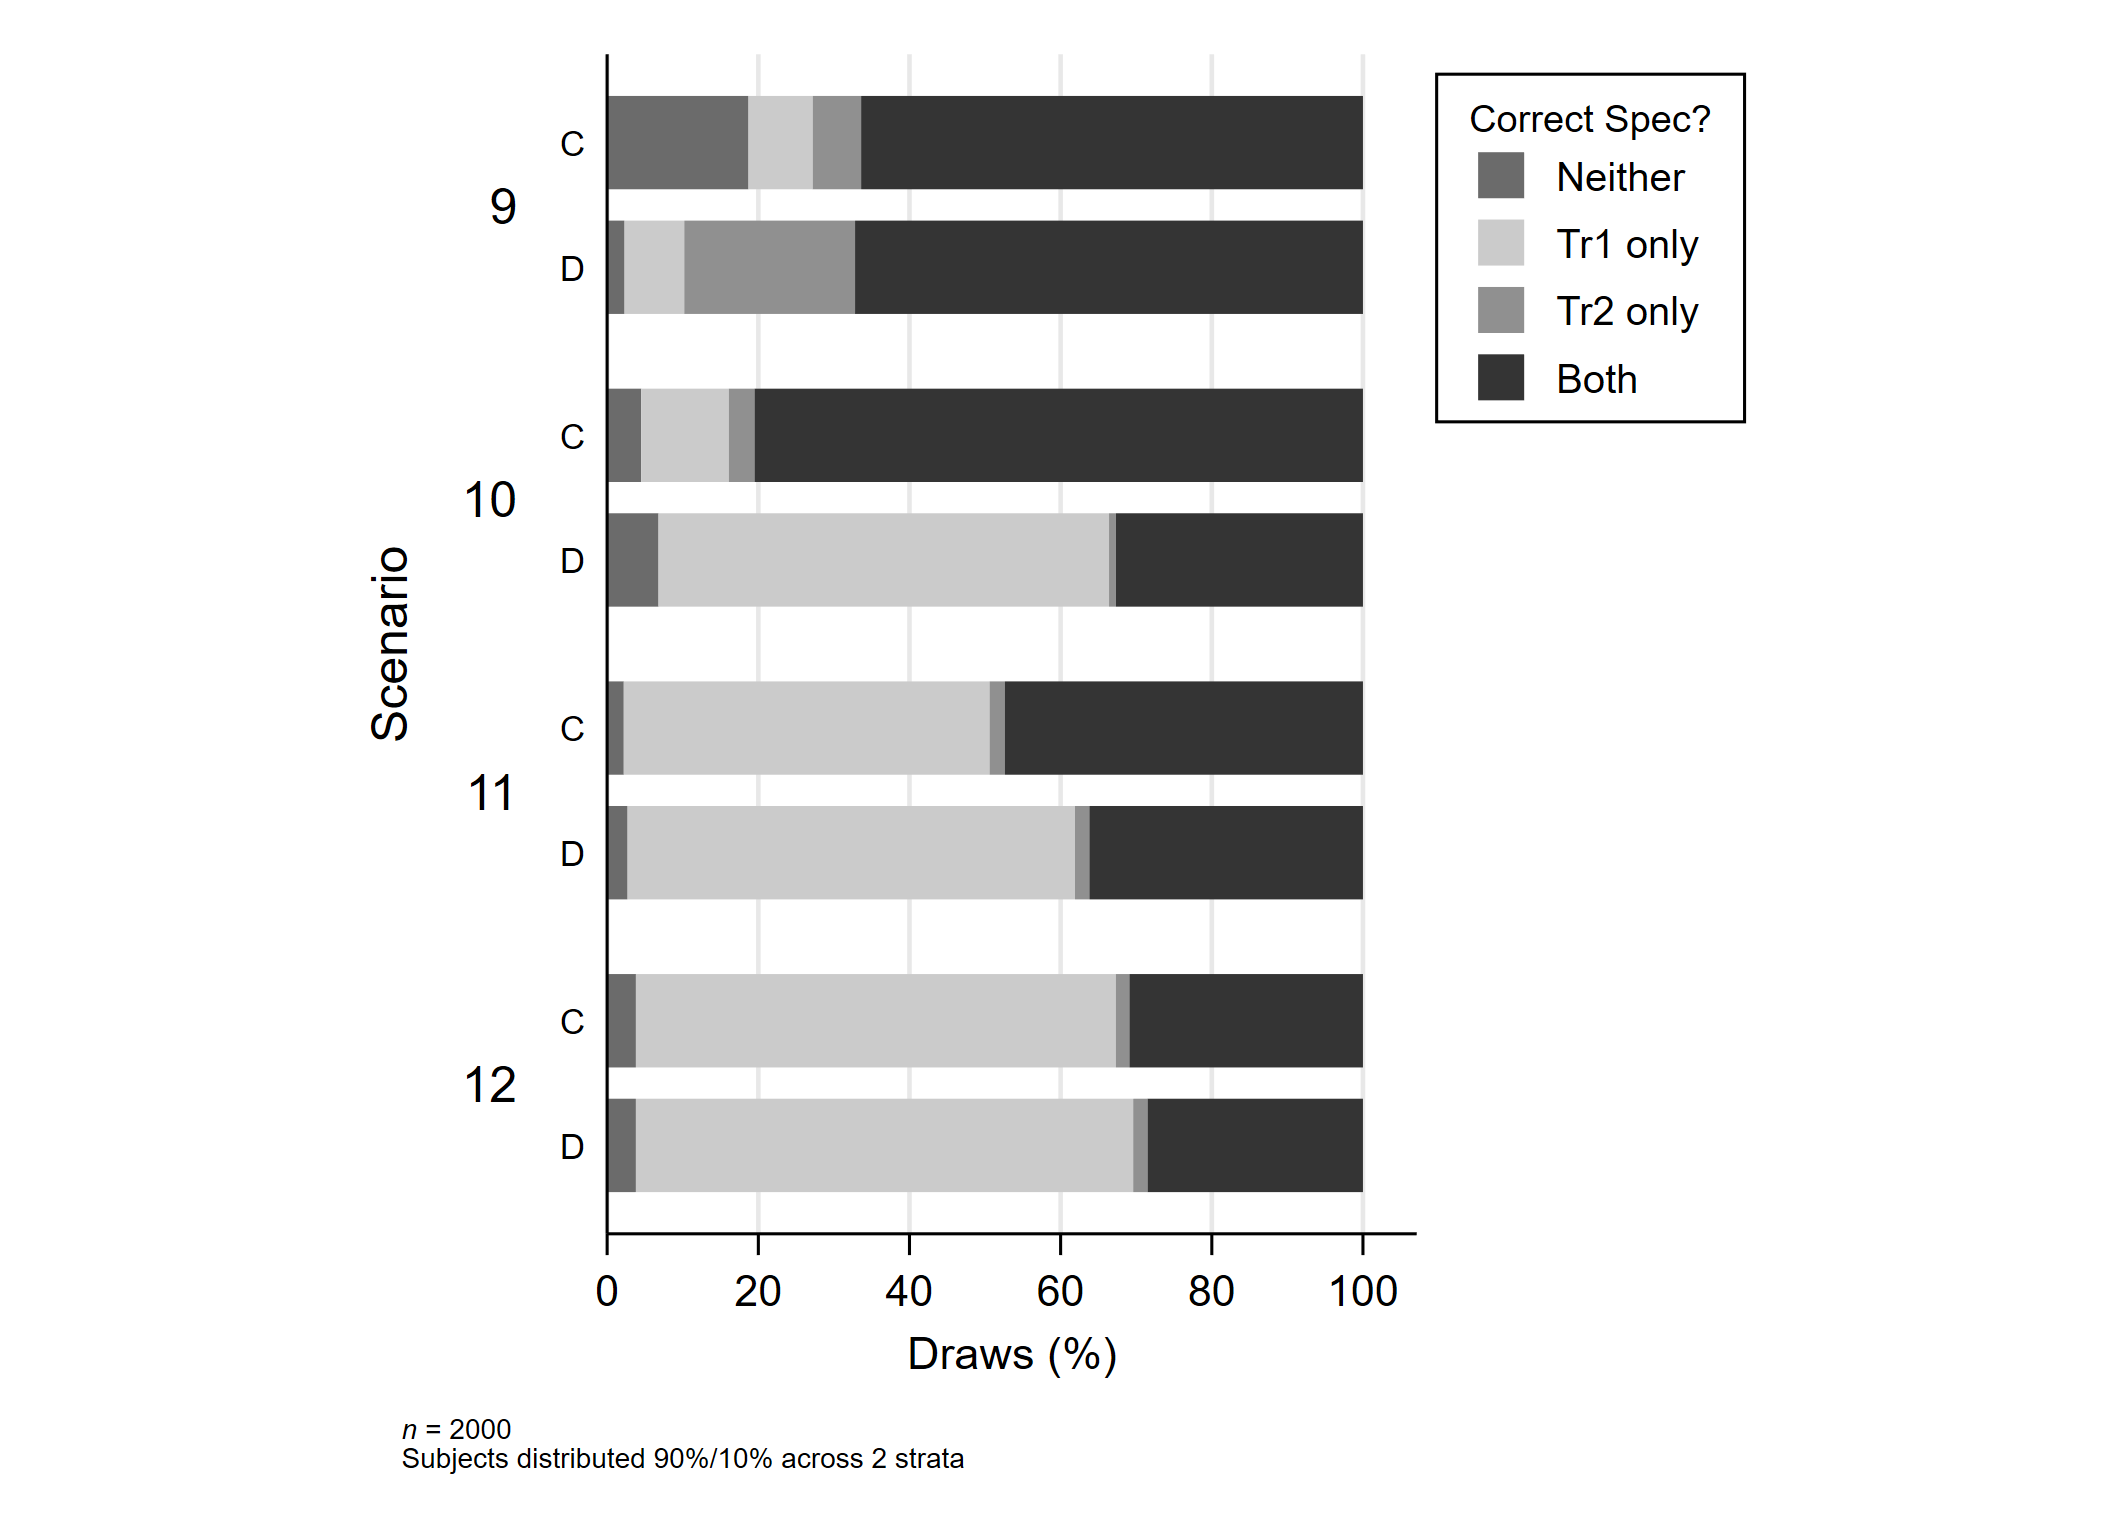 Correct Spec?
Neither
Tr1 only
Tr2 only
Both
Scenario
9
C
D
10
C
D
11
C
D
12
C
D
0 20 40 60 80 100
Draws (%)
n = 2000
Subjects distributed 90%/10% across 2 strata